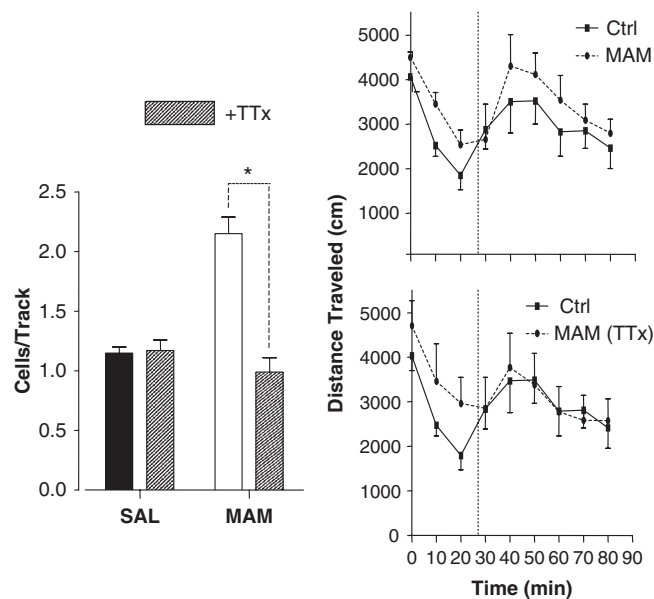 +TTx
*
Cells/Track
2.5
2.0
1.5
1.0
0.5
0.0
SAL
MAM
Distance Traveled (cm)
Ctrl
MAM
5000
4000
3000
2000
1000
Ctrl
MAM (TTx)
5000
4000
3000
2000
1000
0
0 10 20 30 40 50 60 70 80 90
Time (min)